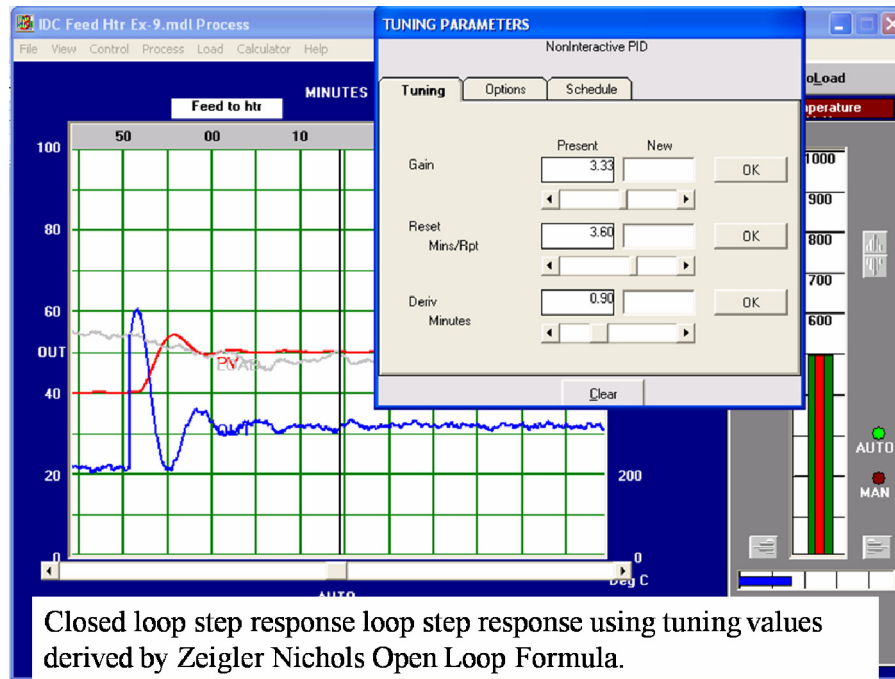 IDC Feed Htr Ex-9.mdl Process
File View Control Process Load Calculator Help
TUNING PARAMETERS
NonInteractive PID
Tuning Options Schedule
Present New
Gain 3.33 OK
Reset
Mins/Rpt 3.60 OK
Deriv
Minutes 0.90 OK
Clear
MINUTES
Feed to htr
50 00 10
100
80
60
OUT
40
20
0
PV
LOAD
OUT
200
0
Deg C
AUTO
oLoad
perature
1000
900
800
700
600
AUTO
MAN
Closed loop step response loop step response using tuning values
derived by Zeigler Nichols Open Loop Formula.